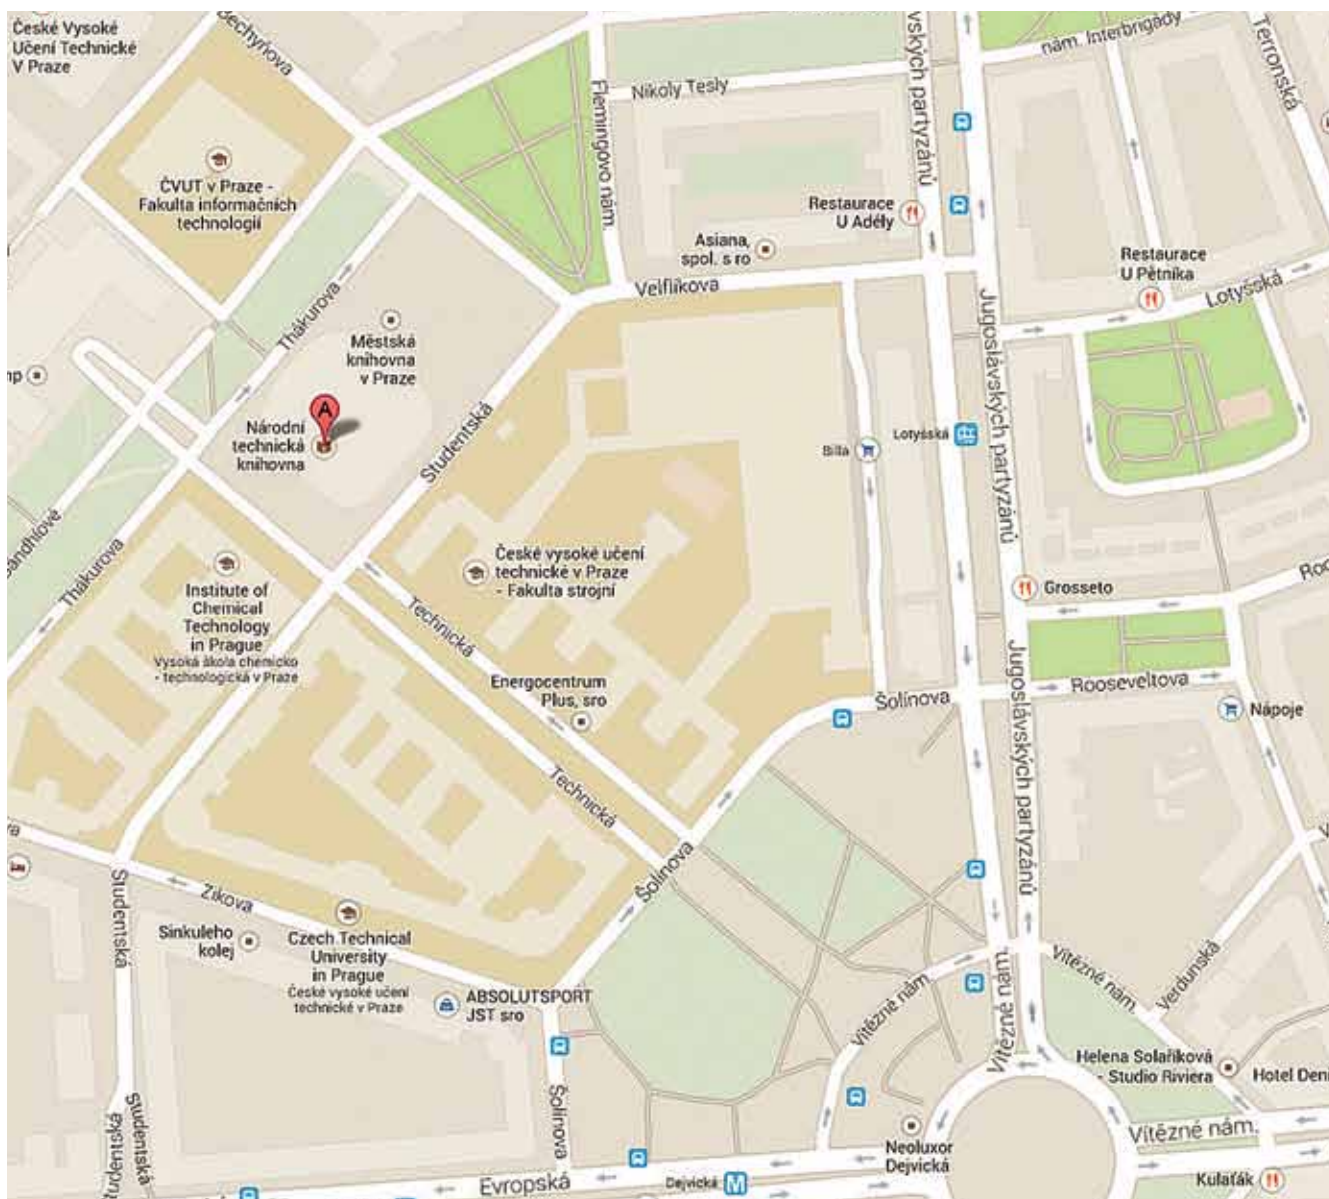 České Vysoké
Učení Technické
V Praze
Bechyňova
Flemingovo nám.
Nikoly Tesly
vských partyzánů
nám. Interbrigády
Terronská
ČVUT v Praze -
Fakulta informačních
technologií
Restaurace
U Adély
Asiana,
spol. s ro
Restaurace
U Pětníka
Velflíkova
Lotyšská
Thákurova
Městská
knihovna
v Praze
Jugoslávských partyzánů
A
Národní
technická
knihovna
Studentská
Billa
Lotyšská
Thákurova
České vysoké učení
technické v Praze
- Fakulta strojní
Institute of
Chemical
Technology
in Prague
Vysoká škola chemicko
- technologická v Praze
Technická
Grosseto
Energocentrum
Plus, sro
Šolínova
Rooseveltova
Jugoslávských partyzánů
Nápoje
Technická
Šolínova
Studentská
Zikova
Sinkuleho
kolej
Czech Technical
University
in Prague
České vysoké učení
technické v Praze
ABSOLUTSPORT
JST sro
Vítězné nám.
Vítězné nám.
Vítězné nám.
Verdunská
Helena Solaříková
- Studio Riviera
Hotel Deni
Šolínova
Studentská
Neoluxor
Dejvická
Vítězné nám.
Evropská
Dejvická
M
Kulaťák